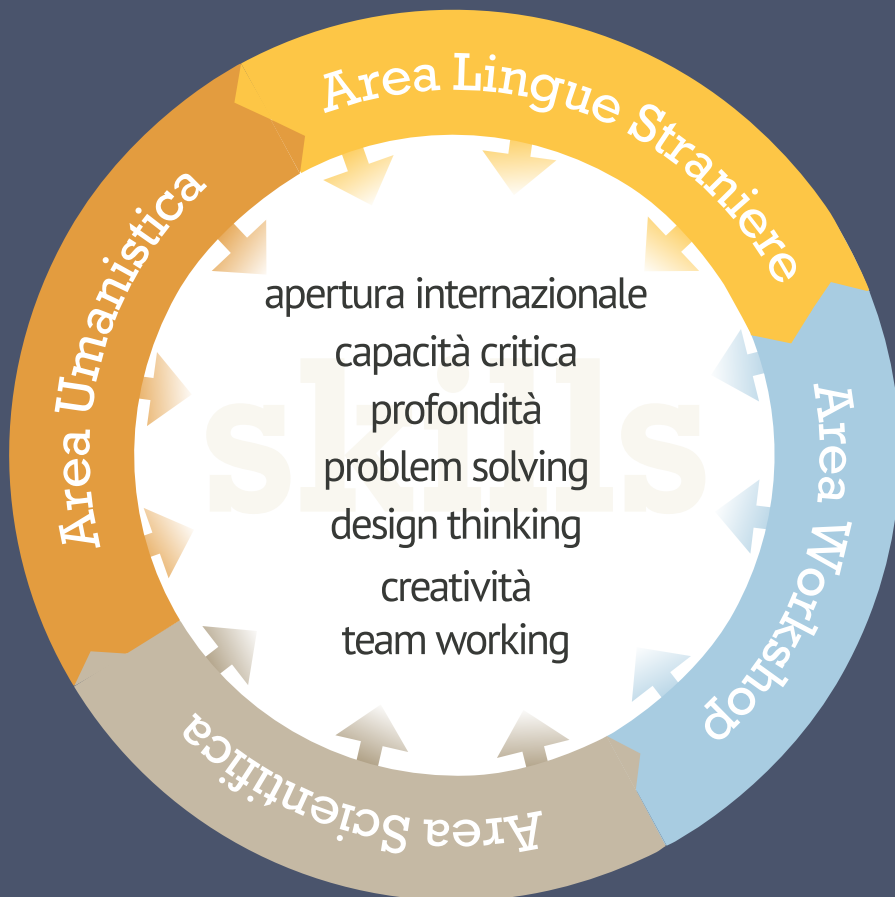 Area Lingue Straniere
Area Umanistica
Area Workshop
Area Scientifica
skills
apertura internazionale
capacità critica
profondità
problem solving
design thinking
creatività
team working